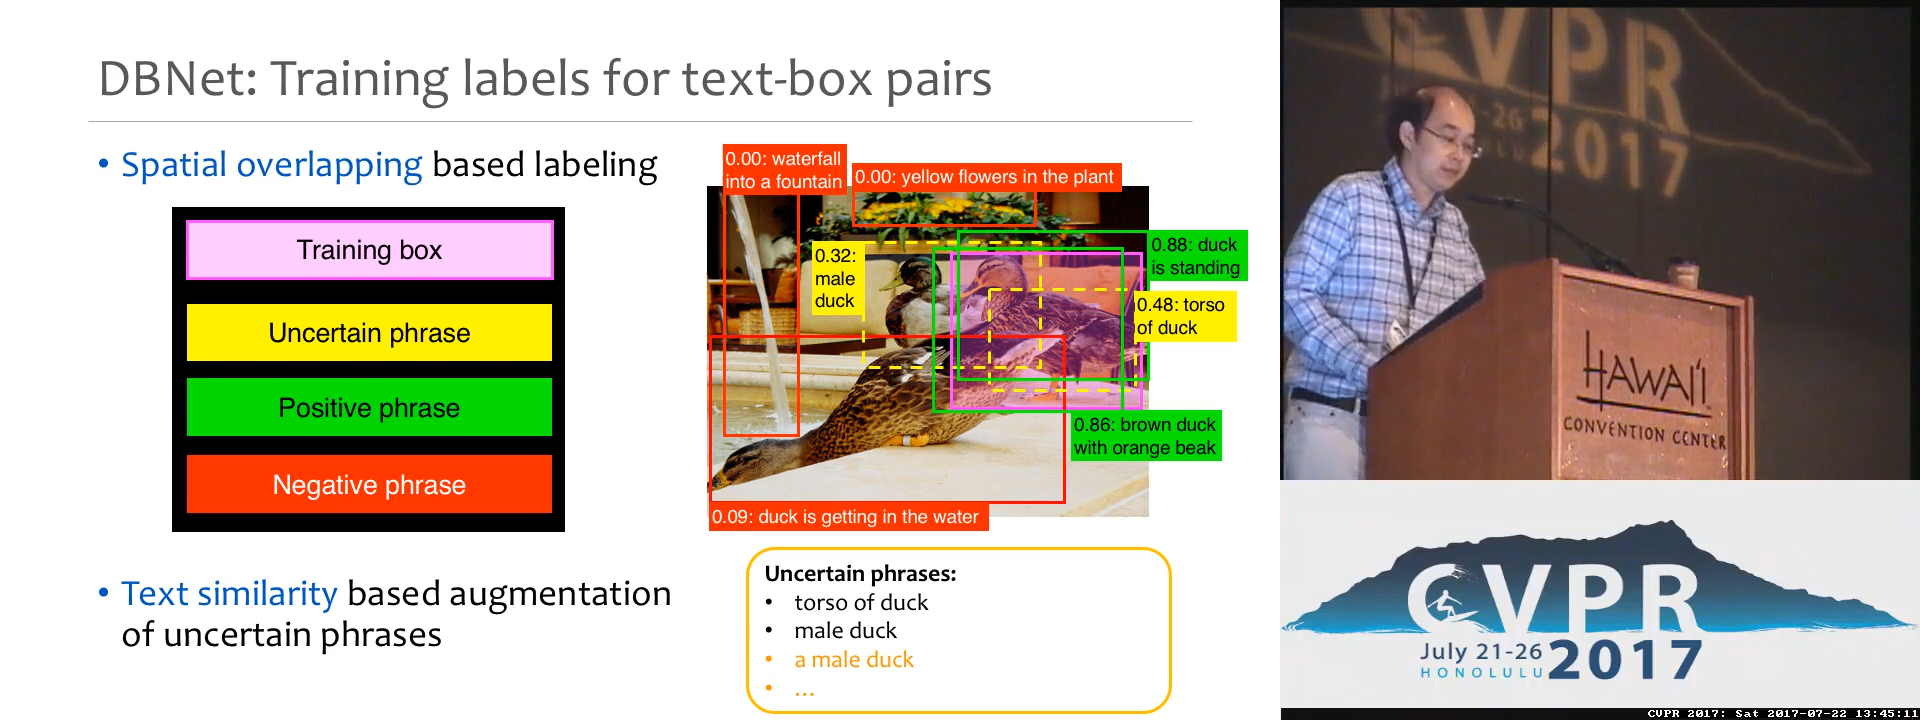 DBNet: Training labels for text-box pairs
• Spatial overlapping based labeling
Training box
Uncertain phrase
Positive phrase
Negative phrase
• Text similarity based augmentation
of uncertain phrases
0.00: waterfall
into a fountain
0.00: yellow flowers in the plant
0.32:
male
duck
0.88: duck
is standing
0.48: torso
of duck
0.86: brown duck
with orange beak
0.09: duck is getting in the water
Uncertain phrases:
• torso of duck
• male duck
• a male duck
• ...
CVPR
-26
2017
HAWAI'I
CONVENTION CENTER
CVPR
July 21-26
HONOLULU
2017
CVPR 2017: Sat 2017-07-22 13:45:11